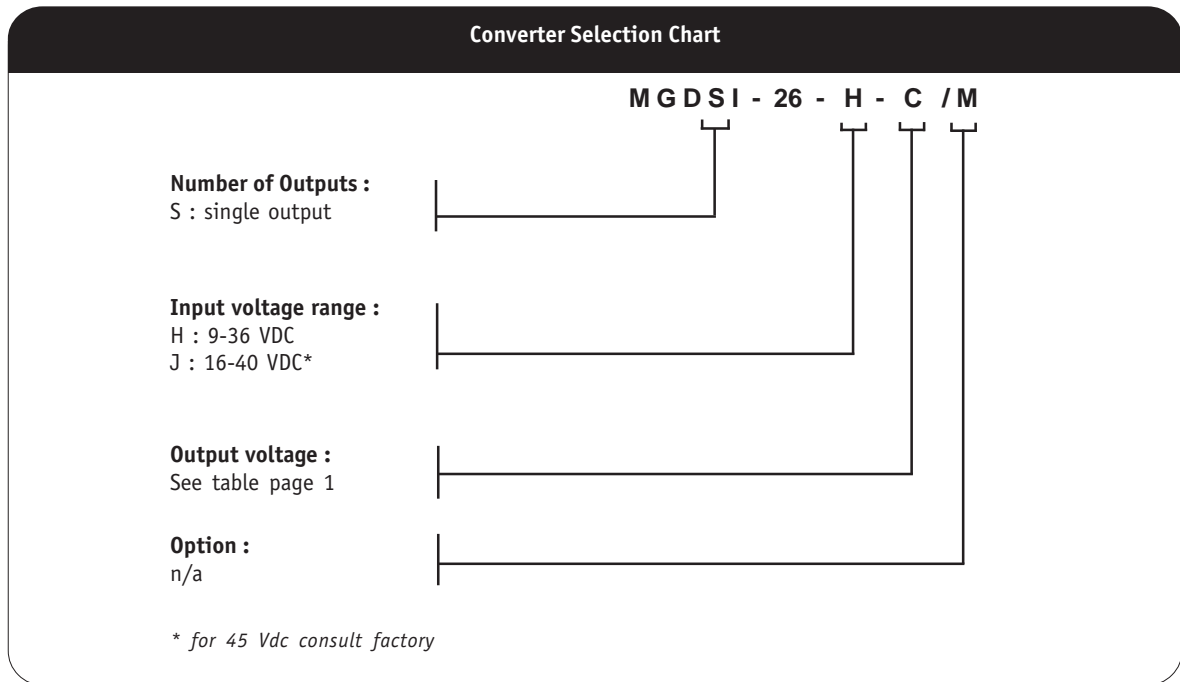 Converter Selection Chart
M G D S I - 26 - H - C / M
Number of Outputs :
S : single output
Input voltage range :
H : 9-36 VDC
J : 16-40 VDC*
Output voltage :
See table page 1
Option :
n/a
* for 45 Vdc consult factory